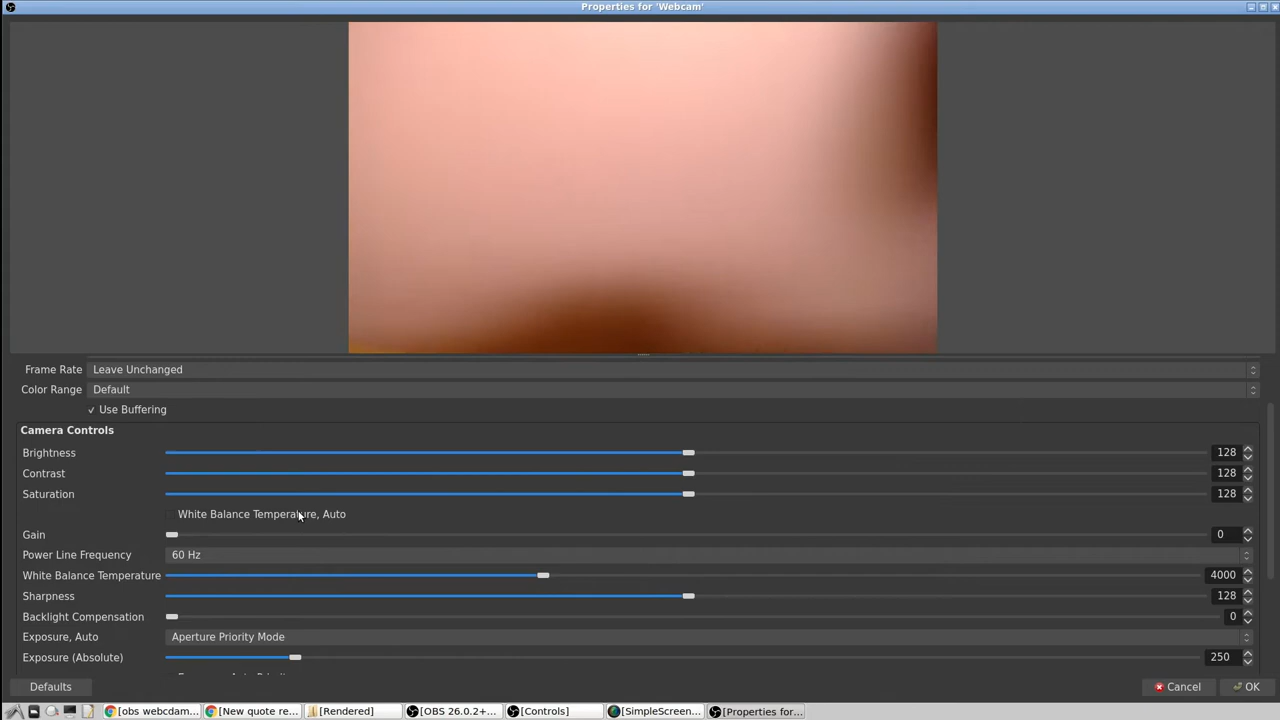 Properties for 'Webcam'
Frame Rate Leave Unchanged
Color Range Default
✓ Use Buffering
Camera Controls
Brightness 128
Contrast 128
Saturation 128
White Balance Temperature, Auto
Gain 0
Power Line Frequency 60 Hz
White Balance Temperature 4000
Sharpness 128
Backlight Compensation 0
Exposure, Auto Aperture Priority Mode
Exposure (Absolute) 250
Defaults Cancel OK
[obs webcdam... [New quote re... [Rendered] [OBS 26.0.2+... [Controls] [SimpleScreen... [Properties for...